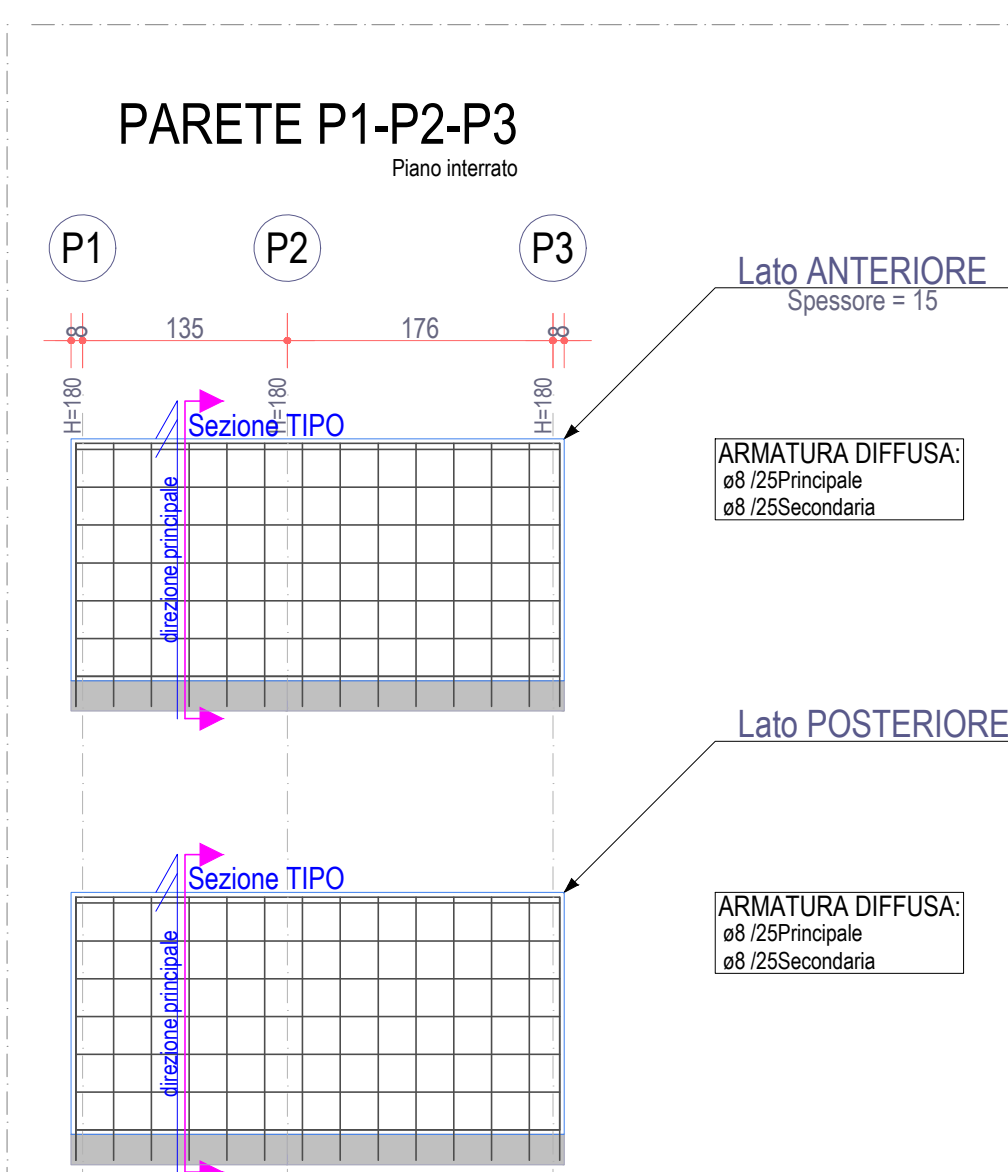 PARETE P1-P2-P3
Piano interrato
P1
P2
P3
Lato ANTERIORE
Spessore = 15
8
135
176
8
H=180
H=180
H=180
Sezione TIPO
direzione principale
ARMATURA DIFFUSA:
ø8 /25Principale
ø8 /25Secondaria
Lato POSTERIORE
Sezione TIPO
direzione principale
ARMATURA DIFFUSA:
ø8 /25Principale
ø8 /25Secondaria